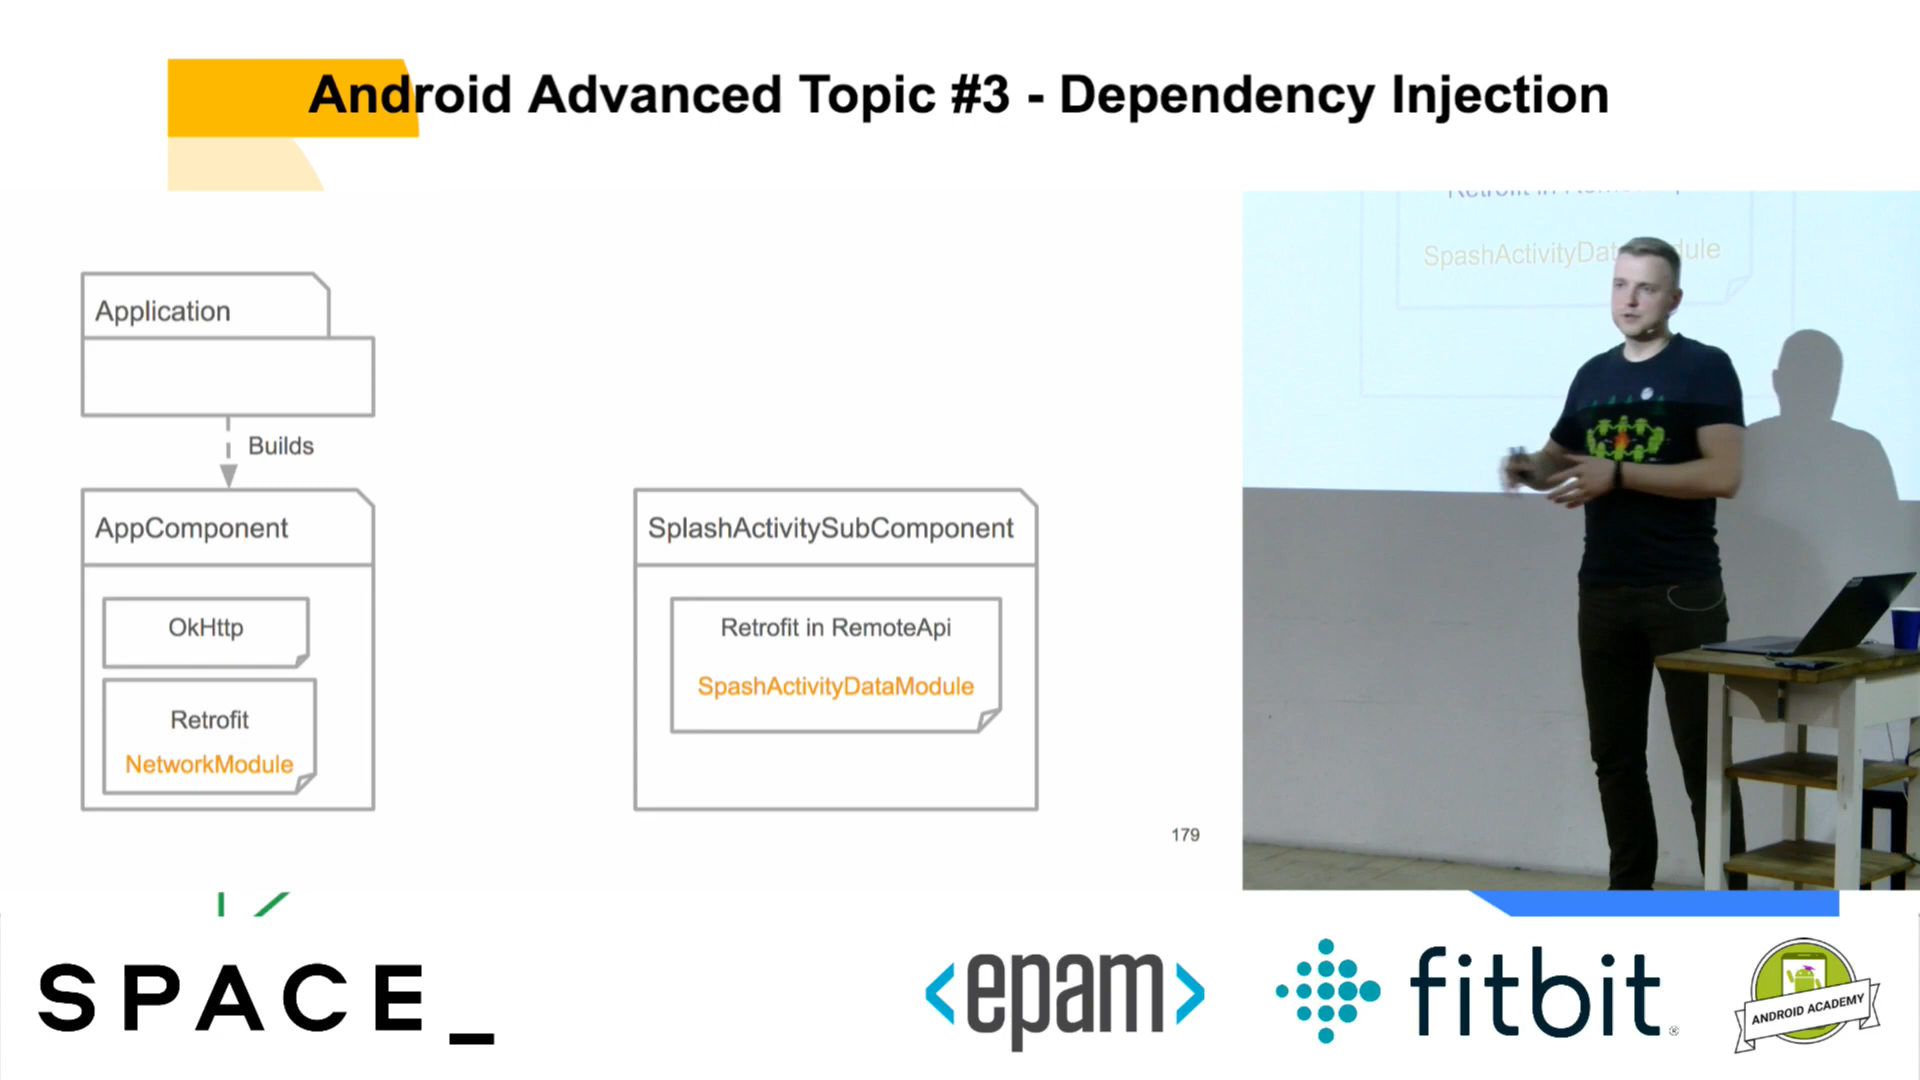 Android Advanced Topic #3 - Dependency Injection
Application
Builds
AppComponent
OkHttp
Retrofit
NetworkModule
SplashActivitySubComponent
Retrofit in RemoteApi
SpashActivityDataModule
179
SPACE_
<epam>
fitbit®
ANDROID ACADEMY